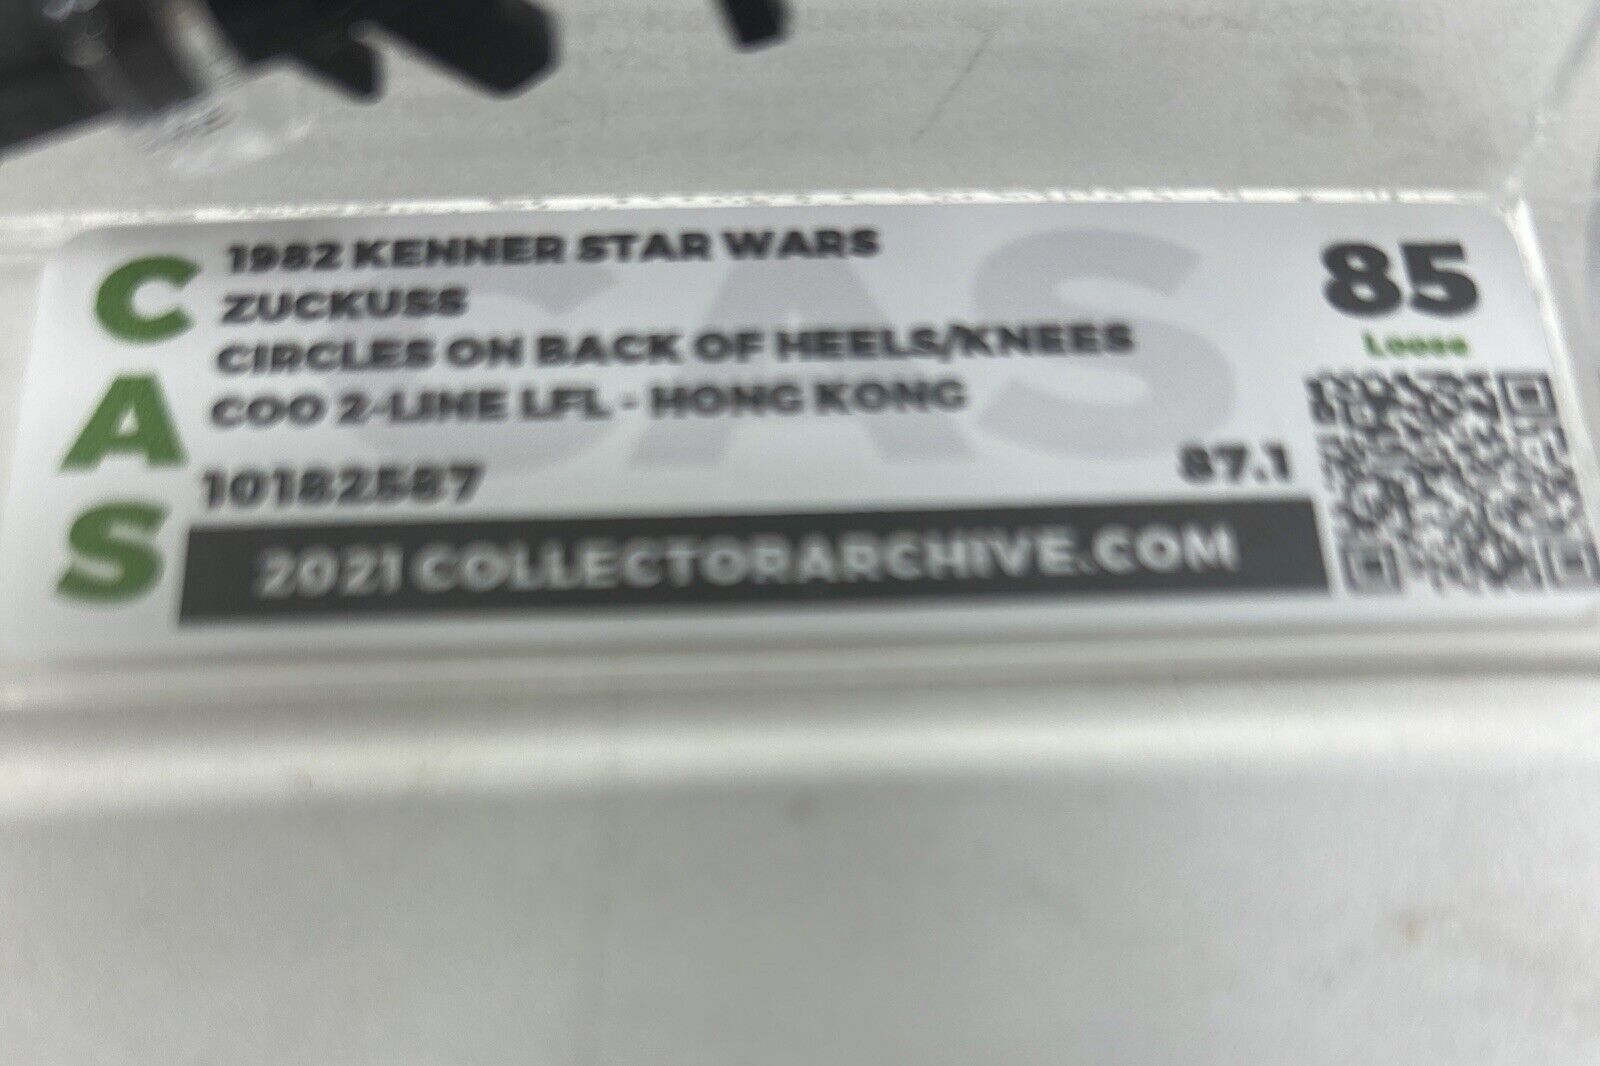 CAS
1982 KENNER STAR WARS
ZUCKUSS
CIRCLES ON BACK OF HEELS/KNEES
COO 2-LINE LFL - HONG KONG
10182587
87.1
2021 COLLECTORARCHIVE.COM
85
Loose
CAS